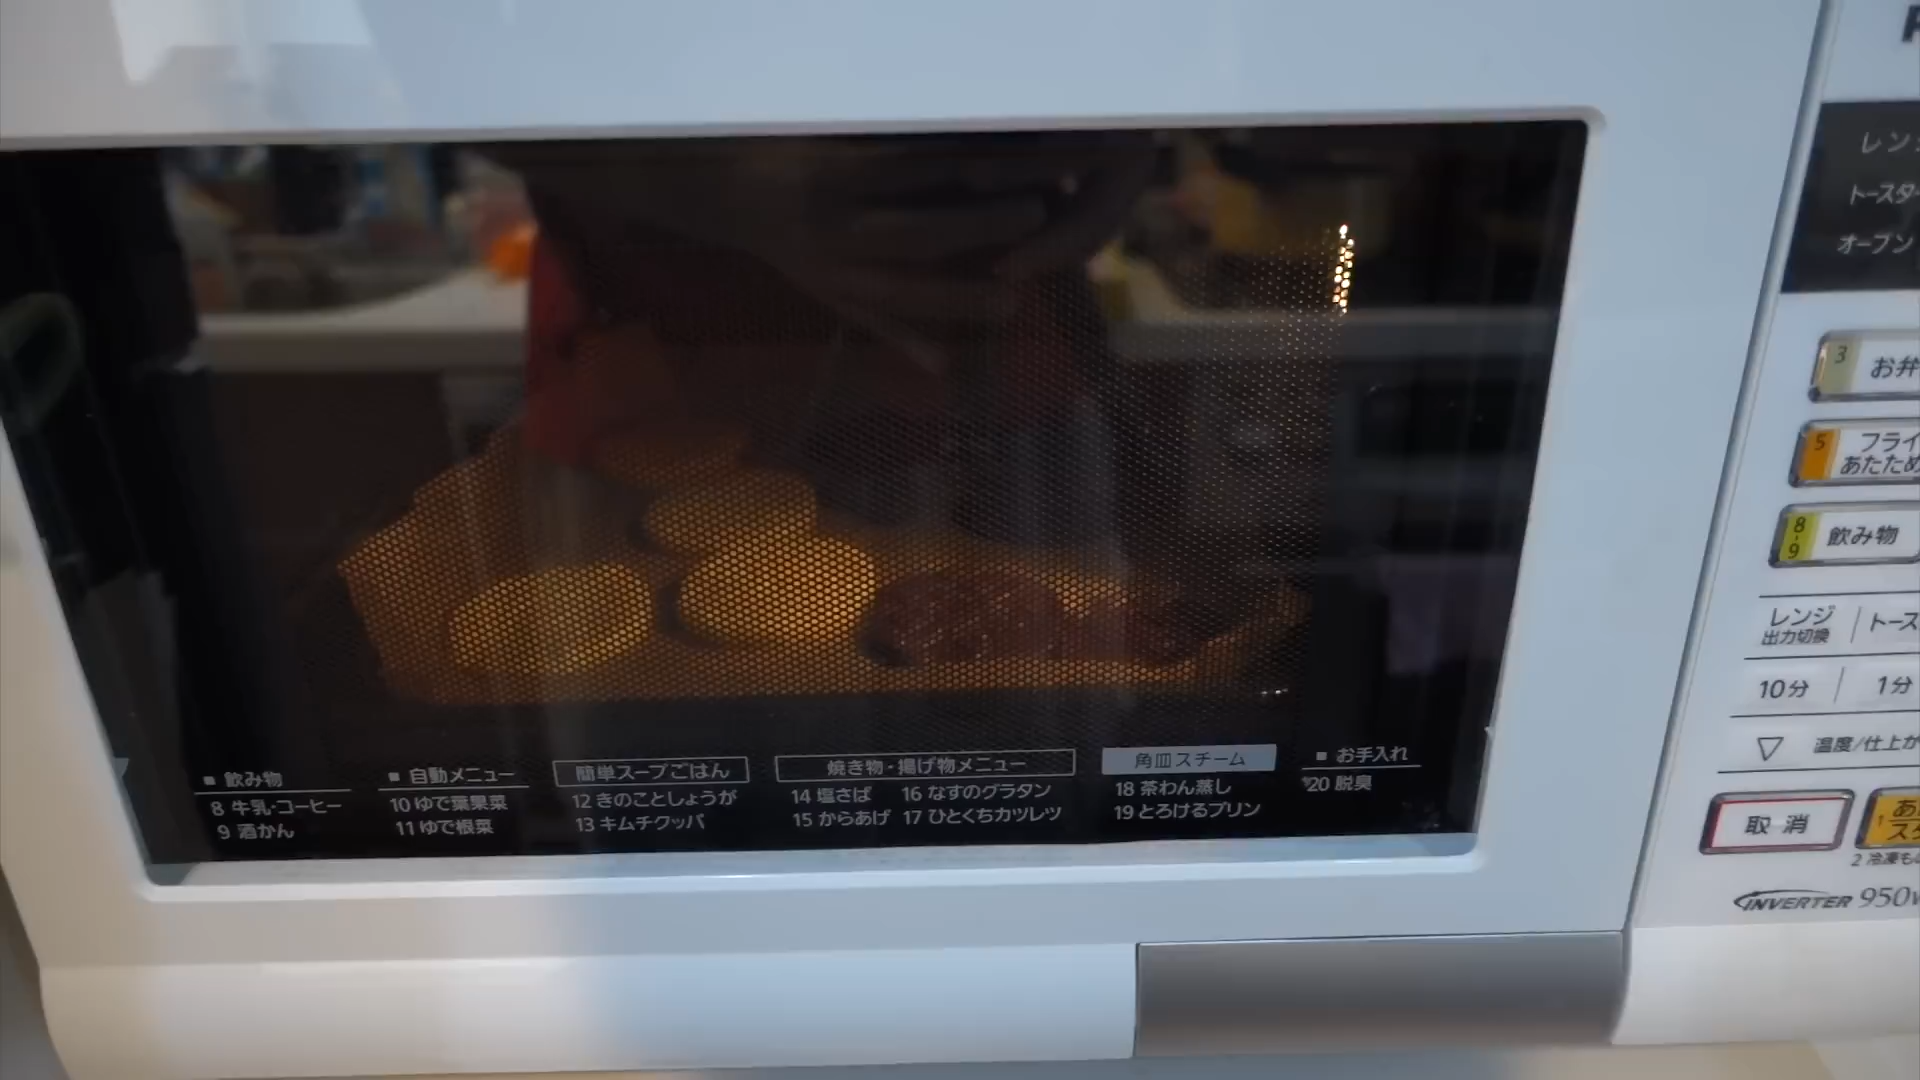 ■ 飲み物
8 牛乳・コーヒー
9 酒かん
■ 自動メニュー
10 ゆで葉果菜
11 ゆで根菜
簡単スープごはん
12 きのことしょうが
13 キムチクッパ
焼き物・揚げ物メニュー
14 塩さば 16 なすのグラタン
15 からあげ 17 ひとくちカツレツ
角皿スチーム
18 茶わん蒸し
19 とろけるプリン
■ お手入れ
20 脱臭
レン
トースタ
オーブン
3 お弁
5 フライ
あたため
8-9 飲み物
レンジ
出力切換
トース
10分 1分
▽ 温度/仕上が
取消
1 あ
ス
2 冷凍も
INVERTER 950